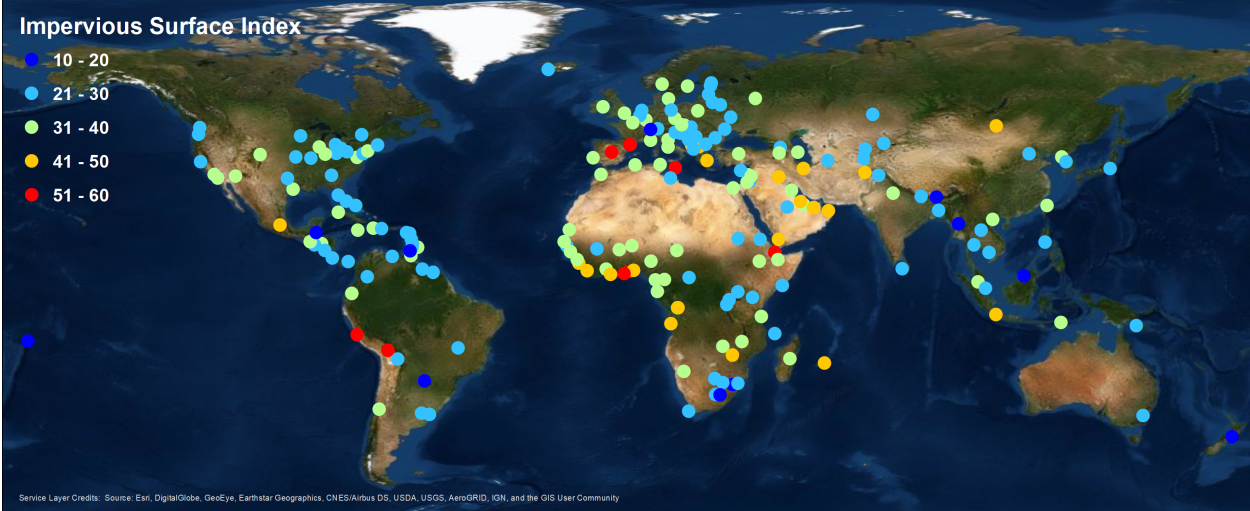 Impervious Surface Index
10 - 20
21 - 30
31 - 40
41 - 50
51 - 60
Service Layer Credits: Source: Esri, DigitalGlobe, GeoEye, Earthstar Geographics, CNES/Airbus DS, USDA, USGS, AeroGRID, IGN, and the GIS User Community